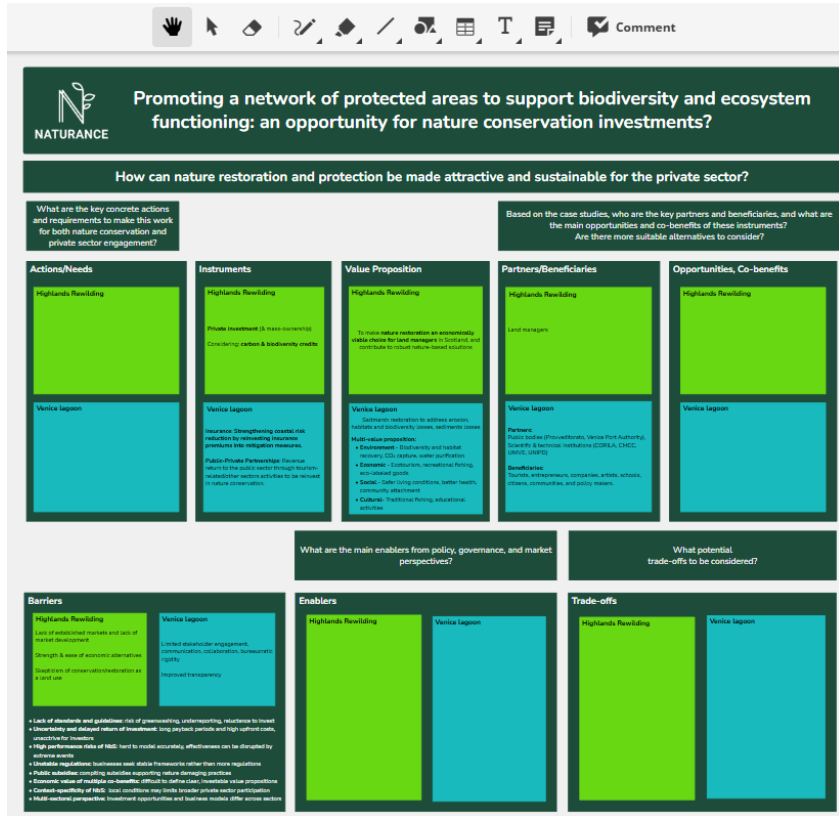 T
Comment
NATURANCE
Promoting a network of protected areas to support biodiversity and ecosystem
functioning: an opportunity for nature conservation investments?
How can nature restoration and protection be made attractive and sustainable for the private sector?
What are the key concrete actions
and requirements to make this work
for both nature conservation and
private sector engagement?
Based on the case studies, who are the key partners and beneficiaries, and what are
the main opportunities and co-benefits of these instruments?
Are there more suitable alternatives to consider?
Actions/Needs
Highlands Rewilding
Venice lagoon
Instruments
Highlands Rewilding
Private investment (& mass-ownership)
Considering: carbon & biodiversity credits
Venice lagoon
Insurance: Strengthening coastal risk
reduction by reinvesting insurance
premiums into mitigation measures.
Public-Private Partnerships: Revenue
return to the public sector through tourism-
related/other sectors activities to be reinvest
in nature conservation.
Value Proposition
Highlands Rewilding
To make nature restoration an economically
viable choice for land managers in Scotland, and
contribute to robust nature-based solutions
Venice lagoon
Saltmarsh restoration to address erosion,
habitats and biodiversity losses, sediments losses
Multi-value proposition:
• Environment - Biodiversity and habitat
recovery, CO₂ capture, water purification
• Economic - Ecotourism, recreational fishing,
eco-labeled goods
• Social - Safer living conditions, better health,
community attachment
• Cultural - Traditional fishing, educational
activities
Partners/Beneficiaries
Highlands Rewilding
Land managers
Venice lagoon
Partners:
Public bodies (Provveditorato, Venice Port Authority),
Scientific & technical institutions (CORILA, CMCC,
UNIVE, UNIPD)
Beneficiaries:
Tourists, entrepreneurs, companies, artists, schools,
citizens, communities, and policy makers.
Opportunities, Co-benefits
Highlands Rewilding
Venice lagoon
What are the main enablers from policy, governance, and market
perspectives?
What potential
trade-offs to be considered?
Barriers
Highlands Rewilding
Lack of established markets and lack of
market development
Strength & ease of economic alternatives
Skepticism of conservation/restoration as
a land use
Venice lagoon
Limited stakeholder engagement,
communication, collaboration, bureaucratic
rigidity
Improved transparency
• Lack of standards and guidelines: risk of greenwashing, underreporting, reluctance to invest
• Uncertainty and delayed return of investment: long payback periods and high upfront costs,
unacctrive for investors
• High performance risks of NbS: hard to model accurately, effectiveness can be disrupted by
extreme events
• Unstable regulations: businesses seek stable frameworks rather than more regulations
• Public subsidies: compiting subsidies supporting nature damaging practices
• Economic value of multiple co-benefits: difficult to define clear, investable value propositions
• Context-specificity of NbS: local conditions may limits broader private sector participation
• Multi-sectoral perspective: investment opportunities and business models differ across sectors
Enablers
Highlands Rewilding
Venice lagoon
Trade-offs
Highlands Rewilding
Venice lagoon